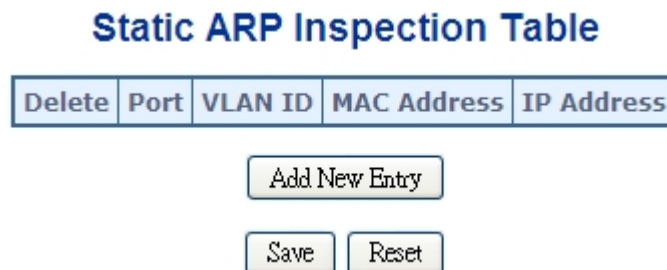 Static ARP Inspection Table
Delete Port VLAN ID MAC Address IP Address
Add New Entry
Save Reset